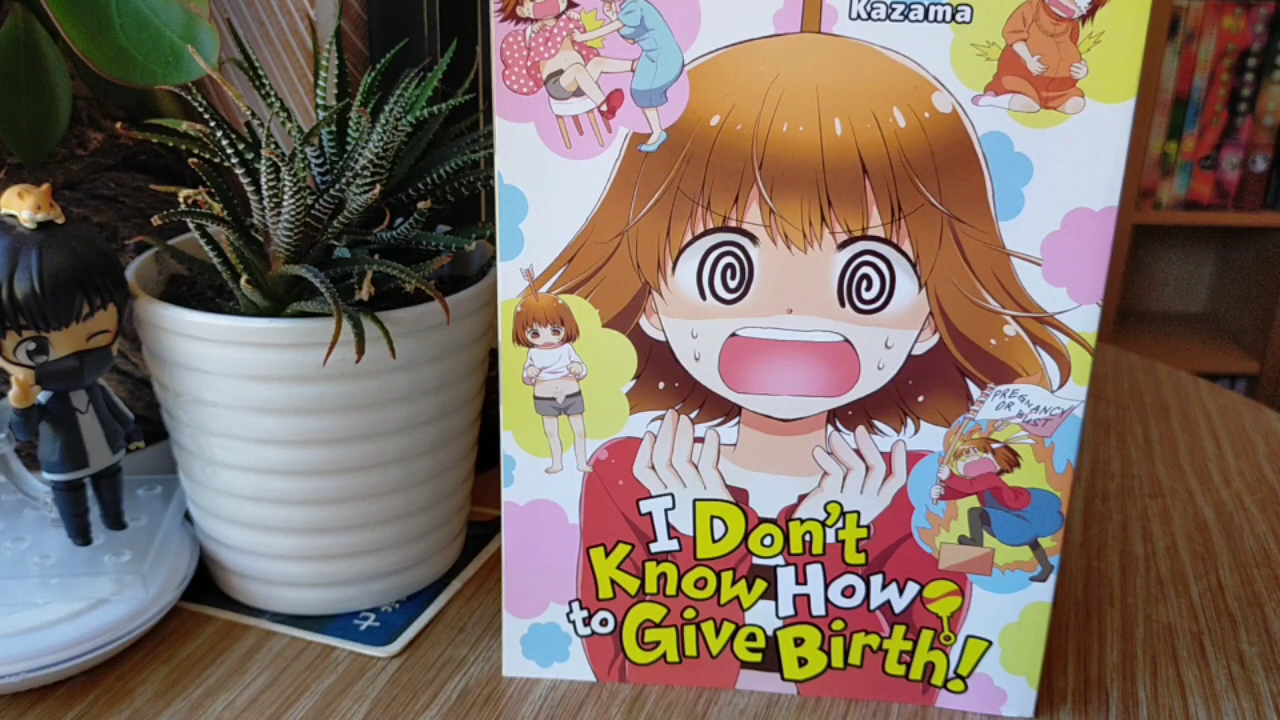 Kazama
PREGNANCY
OR BUST
I Don't
Know How
to Give Birth!